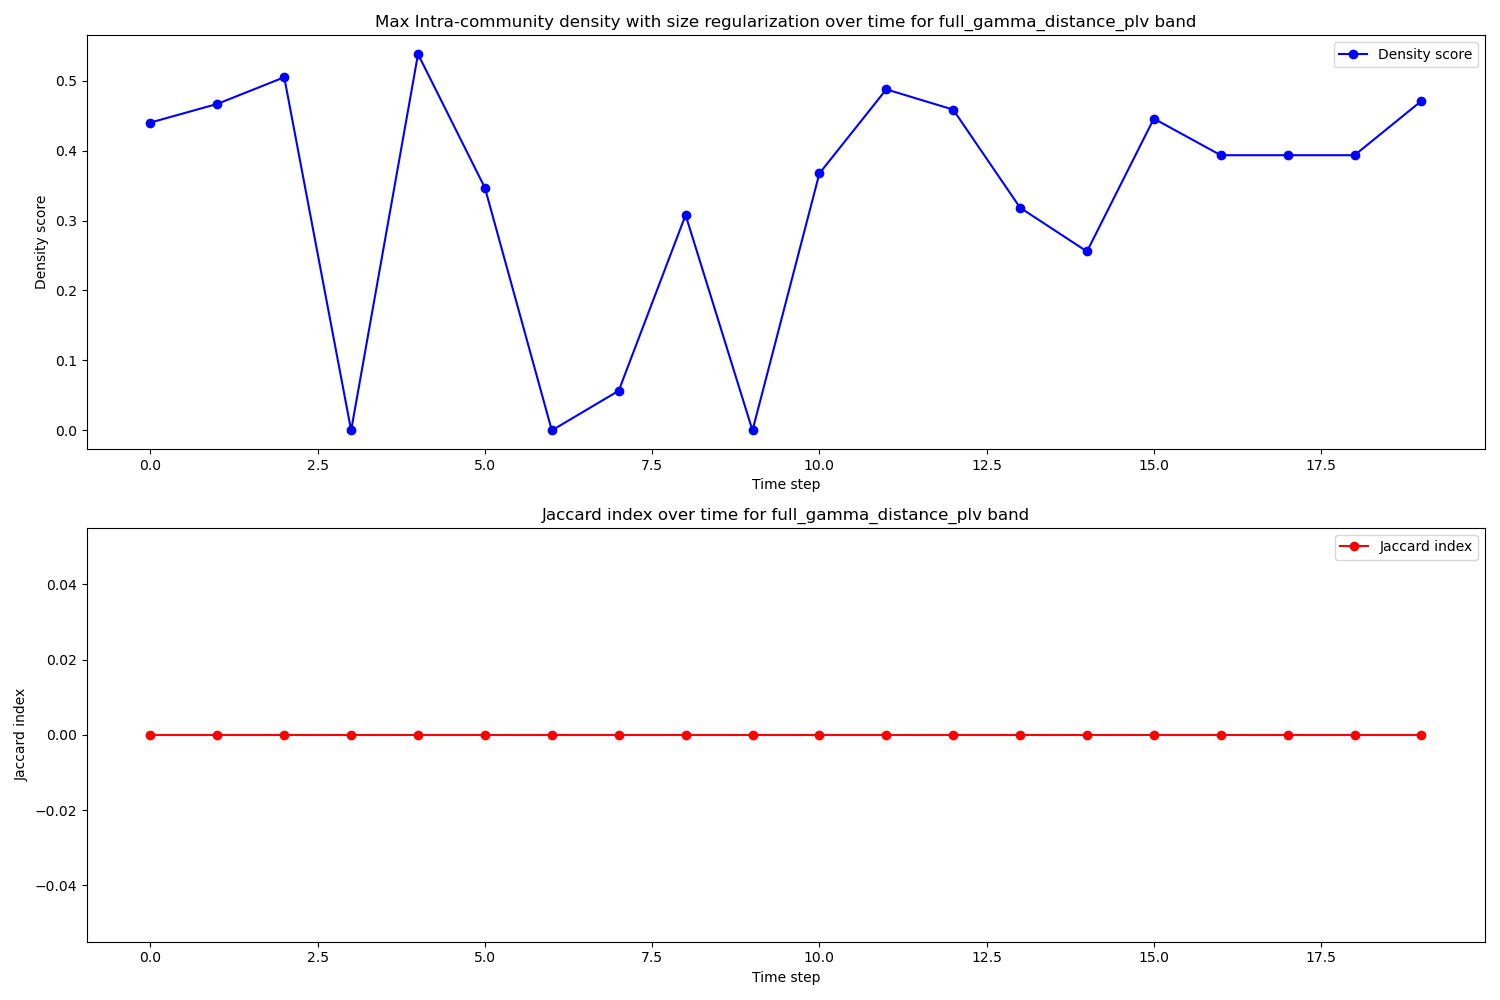 Max Intra-community density with size regularization over time for full_gamma_distance_plv band
Density score
Density score
0.5
0.4
0.3
0.2
0.1
0.0
0.0 2.5 5.0 7.5 10.0 12.5 15.0 17.5
Time step
Jaccard index over time for full_gamma_distance_plv band
Jaccard index
Jaccard index
0.04
0.02
0.00
−0.02
−0.04
0.0 2.5 5.0 7.5 10.0 12.5 15.0 17.5
Time step